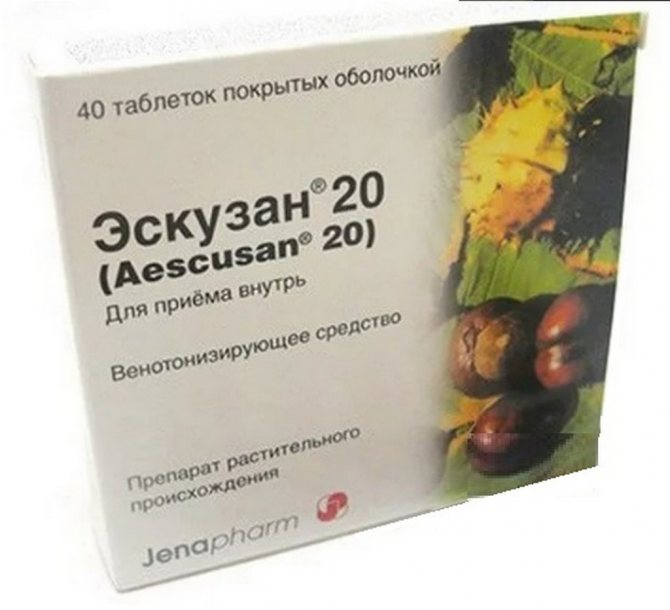 40 таблеток покрытых оболочкой
Эскузан® 20
(Aescusan® 20)
Для приёма внутрь
Венотонизирующее средство
Препарат растительного
происхождения
Jenapharm